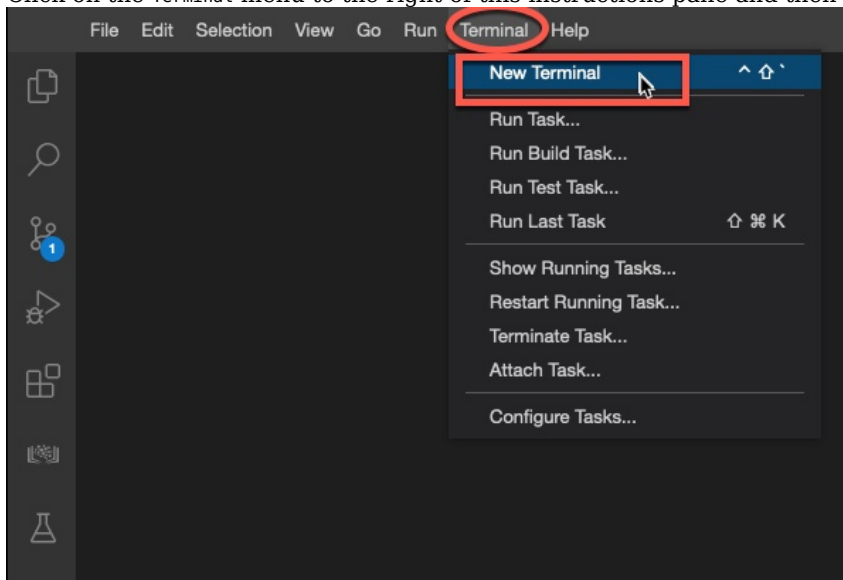 Click on the Terminal menu to the right of this instructions pane and then
File Edit Selection View Go Run Terminal Help
New Terminal ^ ⇧ `
Run Task...
Run Build Task...
Run Test Task...
Run Last Task ⇧ ⌘ K
Show Running Tasks...
Restart Running Task...
Terminate Task...
Attach Task...
Configure Tasks...
1